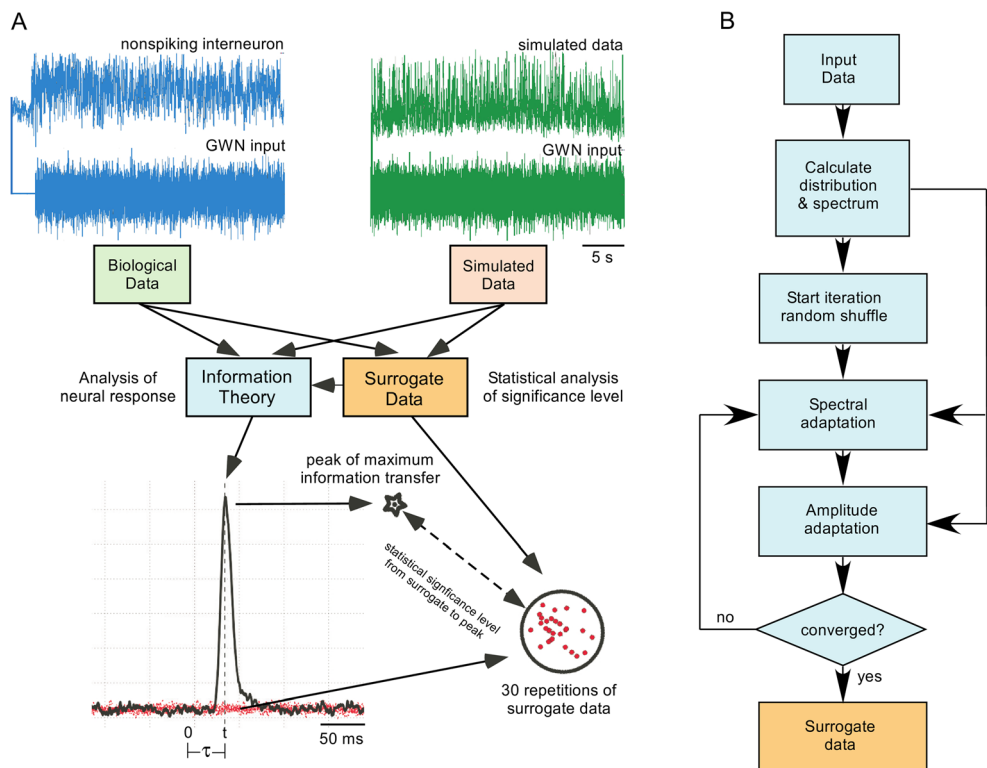 A
nonspiking interneuron
GWN input
simulated data
GWN input
5 s
Biological
Data
Simulated
Data
Analysis of
neural response
Information
Theory
Surrogate
Data
Statistical analysis
of significance level
peak of maximum
information transfer
statistical signficance level
from surrogate to peak
30 repetitions of
surrogate data
0
t
τ
50 ms
B
Input
Data
Calculate
distribution
& spectrum
Start iteration
random shuffle
Spectral
adaptation
Amplitude
adaptation
no
converged?
yes
Surrogate
data